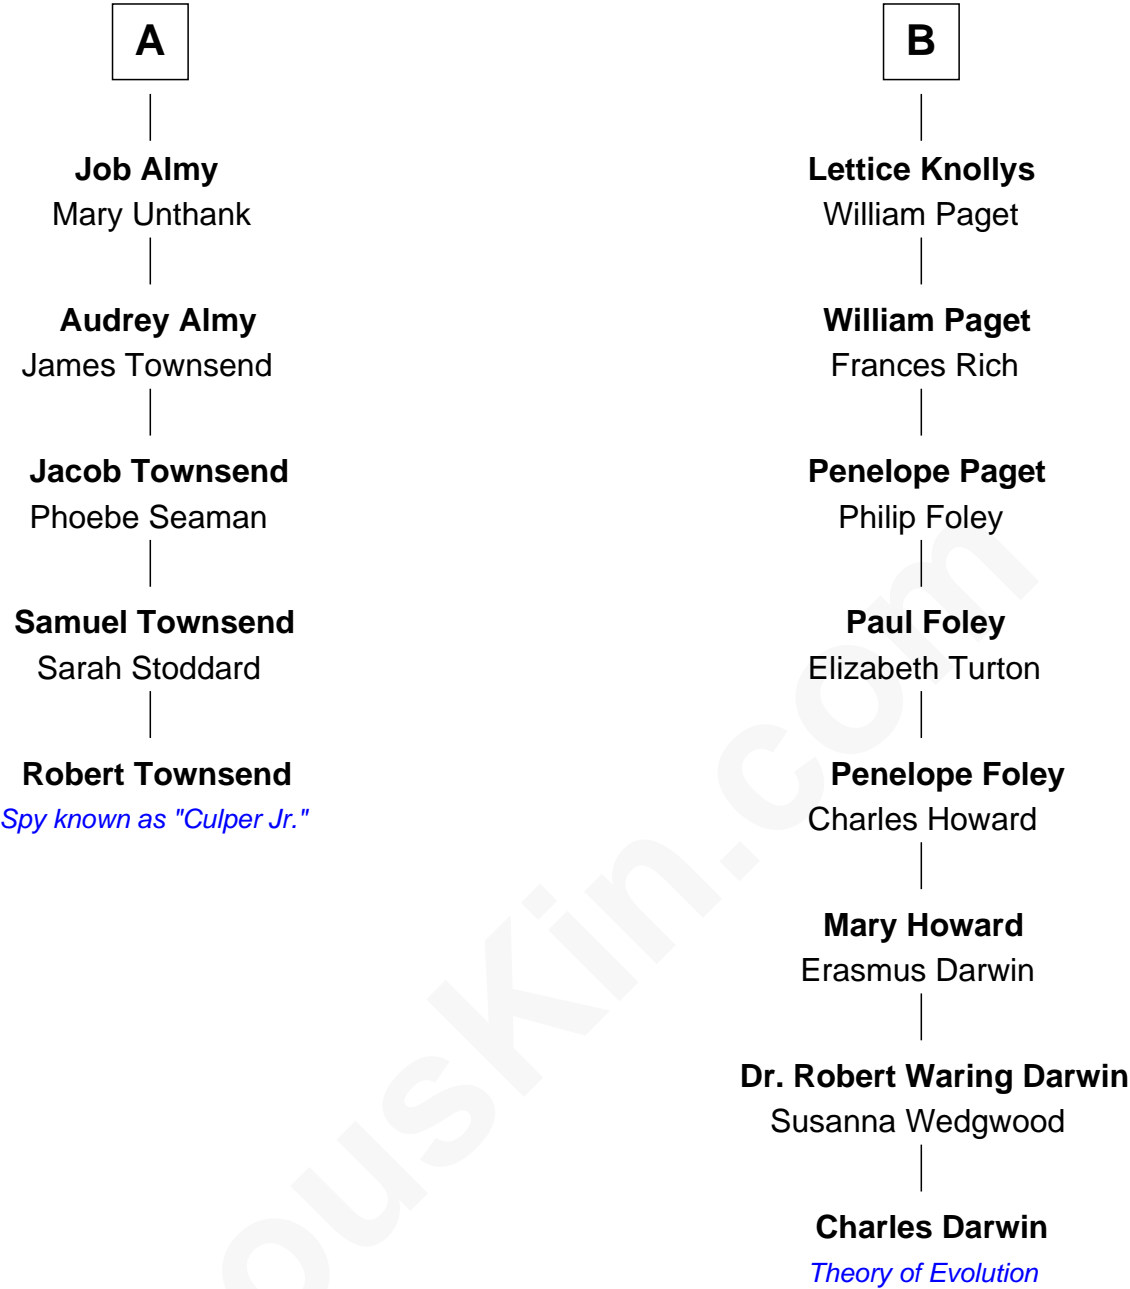 A
Job Almy
Mary Unthank
Audrey Almy
James Townsend
Jacob Townsend
Phoebe Seaman
Samuel Townsend
Sarah Stoddard
Robert Townsend
Spy known as "Culper Jr."
B
Lettice Knollys
William Paget
William Paget
Frances Rich
Penelope Paget
Philip Foley
Paul Foley
Elizabeth Turton
Penelope Foley
Charles Howard
Mary Howard
Erasmus Darwin
Dr. Robert Waring Darwin
Susanna Wedgwood
Charles Darwin
Theory of Evolution
ousKin.com